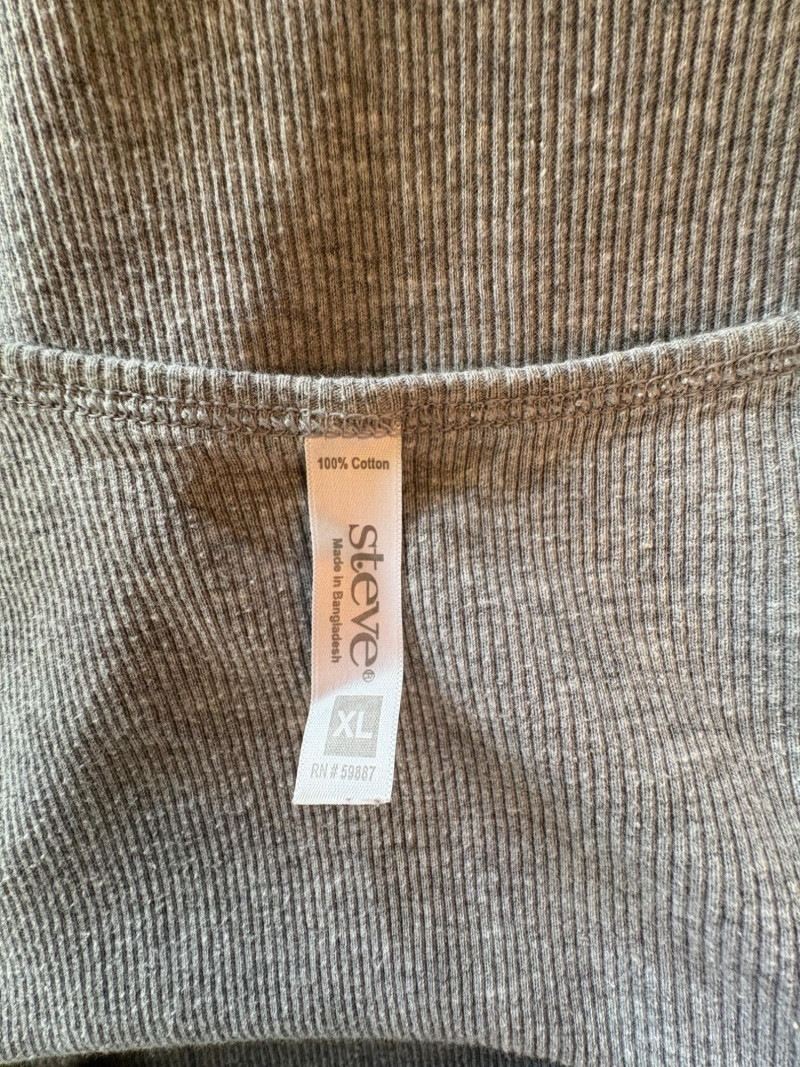 100% Cotton
steve®
Made in Bangladesh
XL
RN # 59887